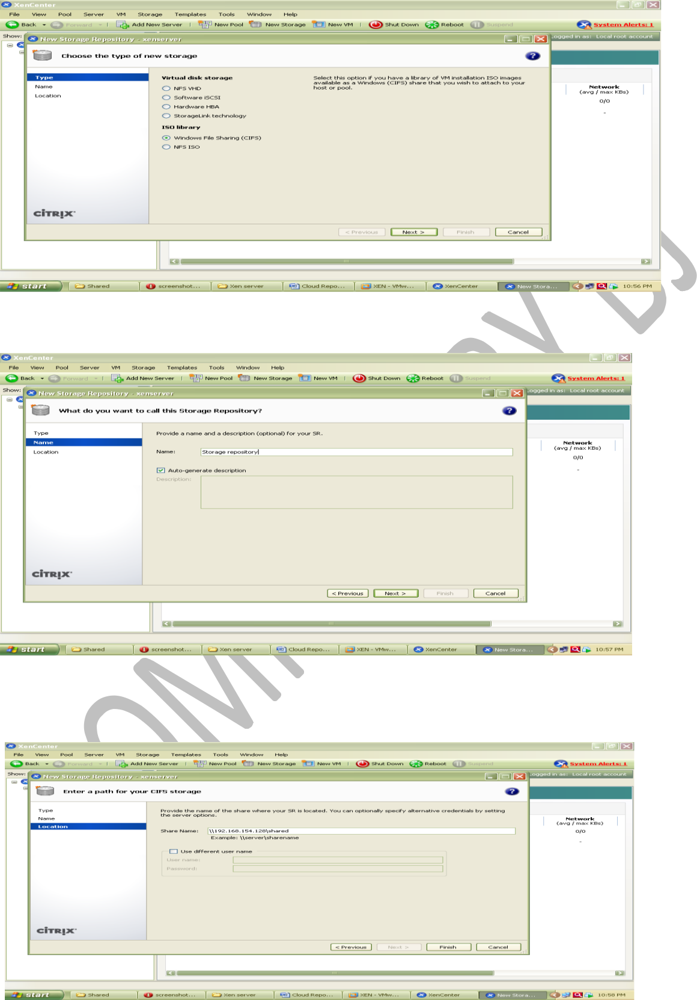 XenCenter
File View Pool Server VM Storage Templates Tools Window Help
Back Forward Add New Server New Pool New Storage New VM Shut Down Reboot Suspend System Alerts: 1
Show: Logged in as: Local root account
New Storage Repository - xenserver
Choose the type of new storage
Type
Name
Location
Virtual disk storage
NFS VHD
Software iSCSI
Hardware HBA
StorageLink technology
ISO library
Windows File Sharing (CIFS)
NFS ISO
Select this option if you have a library of VM installation ISO images
available as a Windows (CIFS) share that you wish to attach to your
host or pool.
Network
(avg / max KBs)
0/0
-
CITRIX
< Previous Next > Finish Cancel
start Shared screenshot... Xen server Cloud Repo... XEN - VMw... XenCenter New Stora... 10:56 PM
XenCenter
File View Pool Server VM Storage Templates Tools Window Help
Back Forward Add New Server New Pool New Storage New VM Shut Down Reboot Suspend System Alerts: 1
Show: Logged in as: Local root account
New Storage Repository - xenserver
What do you want to call this Storage Repository?
Type
Name
Location
Provide a name and a description (optional) for your SR.
Name: Storage repository
Auto-generate description
Description:
Network
(avg / max KBs)
0/0
-
CITRIX
< Previous Next > Finish Cancel
start Shared screenshot... Xen server Cloud Repo... XEN - VMw... XenCenter New Stora... 10:57 PM
XenCenter
File View Pool Server VM Storage Templates Tools Window Help
Back Forward Add New Server New Pool New Storage New VM Shut Down Reboot Suspend System Alerts: 1
Show: Logged in as: Local root account
New Storage Repository - xenserver
Enter a path for your CIFS storage
Type
Name
Location
Provide the name of the share where your SR is located. You can optionally specify alternative credentials by setting
the server options.
Share Name: \\192.168.154.128\shared
Example: \\server\sharename
Use different user name
User name:
Password:
Network
(avg / max KBs)
0/0
-
CITRIX
< Previous Next > Finish Cancel
start Shared screenshot... Xen server Cloud Repo... XEN - VMw... XenCenter New Stora... 10:58 PM